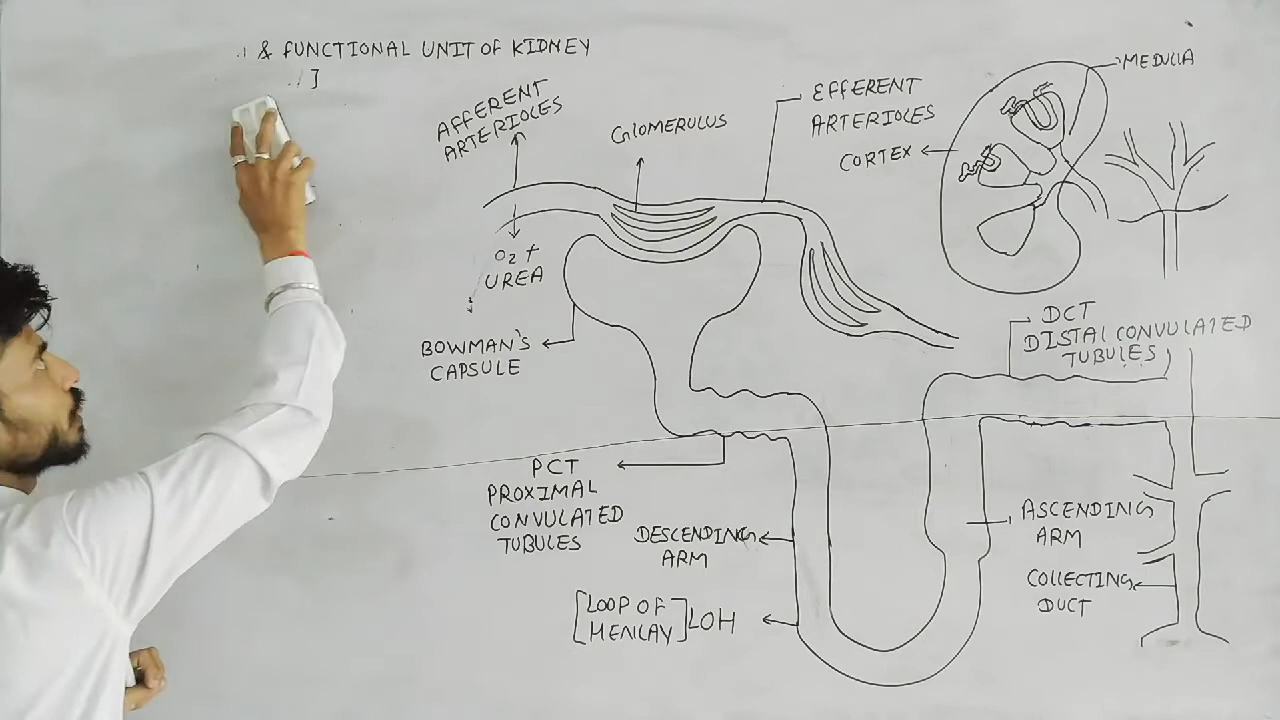 & FUNCTIONAL UNIT OF KIDNEY
]
AFFERENT
ARTERIOLES
GLOMERULUS
EFFERENT
ARTERIOLES
MEDULLA
CORTEX
O2 +
UREA
BOWMAN'S
CAPSULE
DCT
DISTAL CONVULATED
TUBULES
PCT
PROXIMAL
CONVULATED
TUBULES
DESCENDING
ARM
ASCENDING
ARM
COLLECTING
DUCT
[LOOP OF
MENLAY] LOH